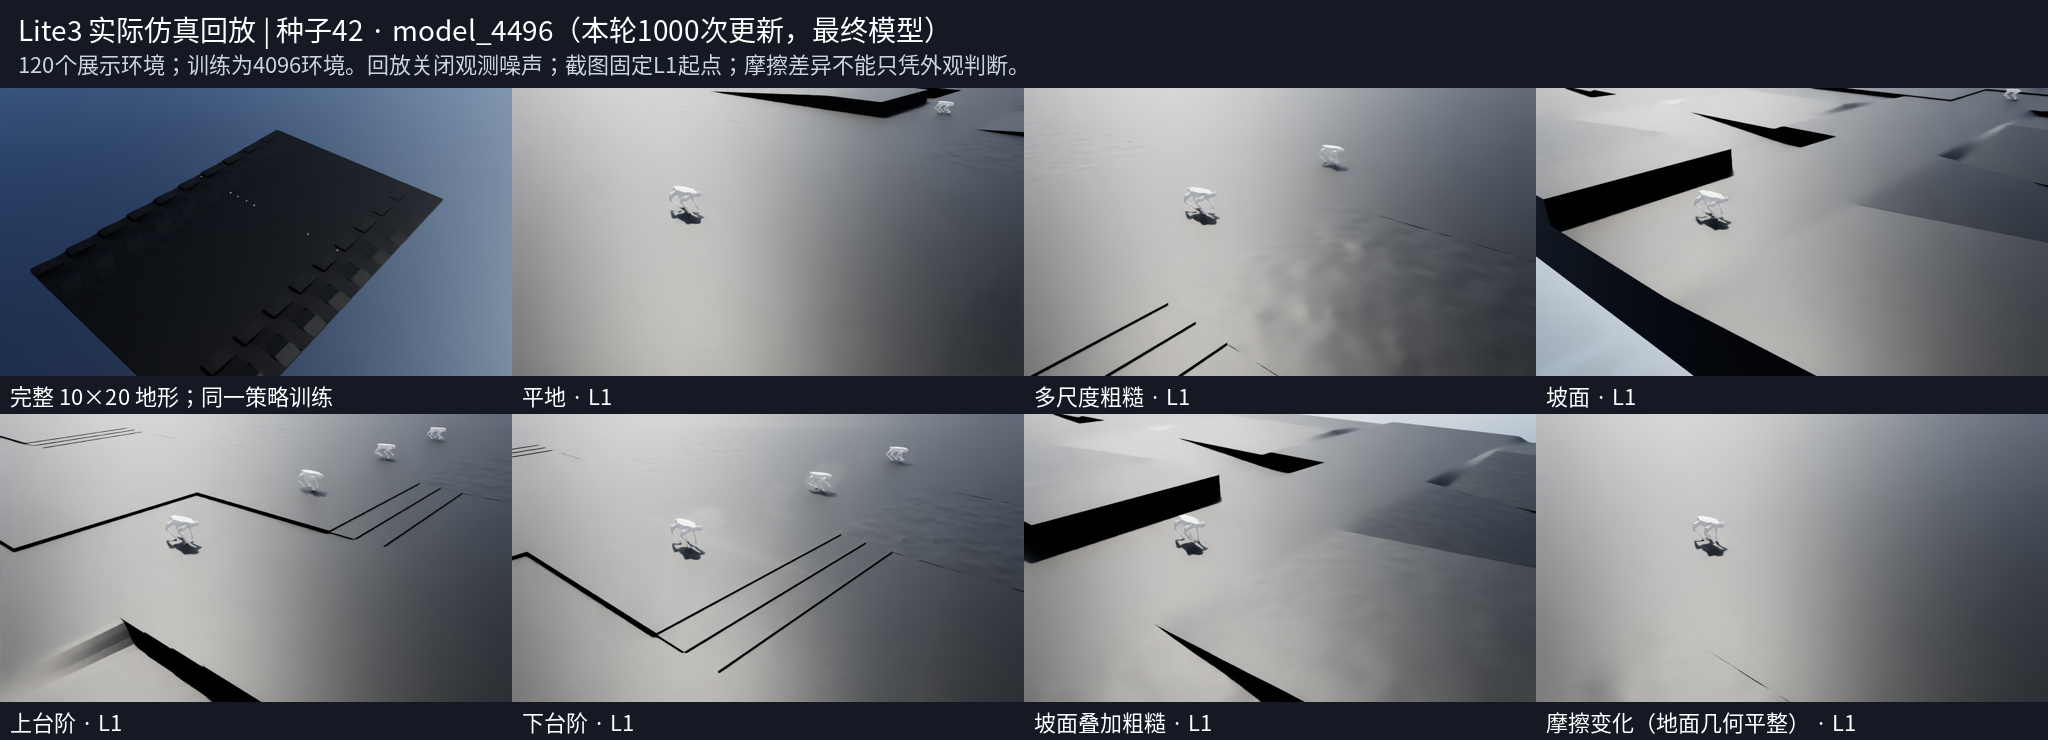 Lite3 实际仿真回放 | 种子42 · model_4496（本轮1000次更新，最终模型）
120个展示环境；训练为4096环境。回放关闭观测噪声；截图固定L1起点；摩擦差异不能只凭外观判断。
完整 10×20 地形；同一策略训练
平地 · L1
多尺度粗糙 · L1
坡面 · L1
上台阶 · L1
下台阶 · L1
坡面叠加粗糙 · L1
摩擦变化（地面几何平整） · L1